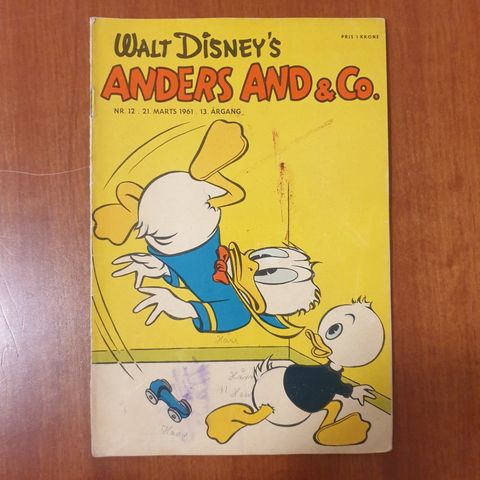 PRIS 1 KRONE
WALT DISNEY'S
ANDERS AND & Co.
NR. 12 . 21. MARTS 1961 . 13. ÅRGANG